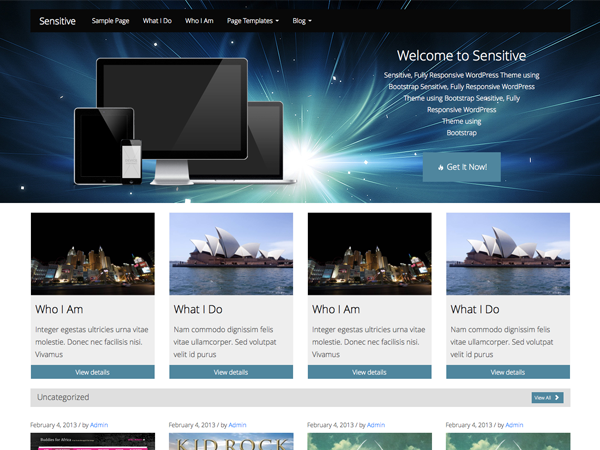 Sensitive Sample Page What I Do Who I Am Page Templates Blog
Welcome to Sensitive
Sensitive, Fully Responsive WordPress Theme using
Bootstrap Sensitive, Fully Responsive WordPress
Theme using Bootstrap Sensitive, Fully
Responsive WordPress
Theme using
Bootstrap
Get It Now!
Who I Am
Integer egestas ultricies urna vitae
molestie. Donec nec facilisis nisi.
Vivamus
View details
What I Do
Nam commodo dignissim felis
vitae ullamcorper. Sed volutpat
velit id purus
View details
Who I Am
Integer egestas ultricies urna vitae
molestie. Donec nec facilisis nisi.
Vivamus
View details
What I Do
Nam commodo dignissim felis
vitae ullamcorper. Sed volutpat
velit id purus
View details
Uncategorized View All
February 4, 2013 / by Admin
February 4, 2013 / by Admin
February 4, 2013 / by Admin
February 4, 2013 / by Admin
Buddies for Africa
KID ROCK